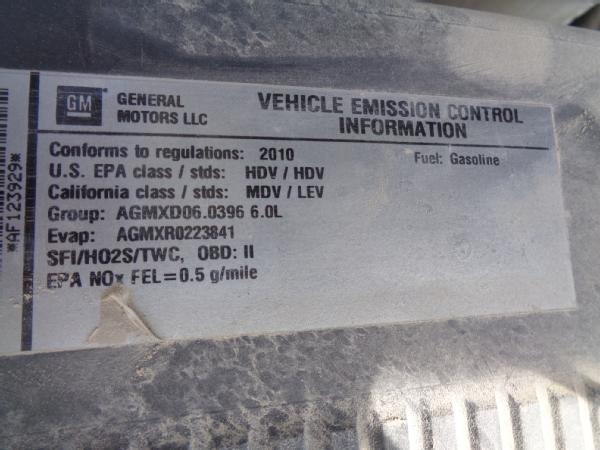 GM
GENERAL
MOTORS LLC
VEHICLE EMISSION CONTROL
INFORMATION
Conforms to regulations: 2010
Fuel: Gasoline
U.S. EPA class / stds: HDV / HDV
California class / stds: MDV / LEV
Group: AGMXD06.0396 6.0L
Evap: AGMXR0223841
SFI/HO2S/TWC, OBD: II
EPA NOx FEL=0.5 g/mile
*AF123929*